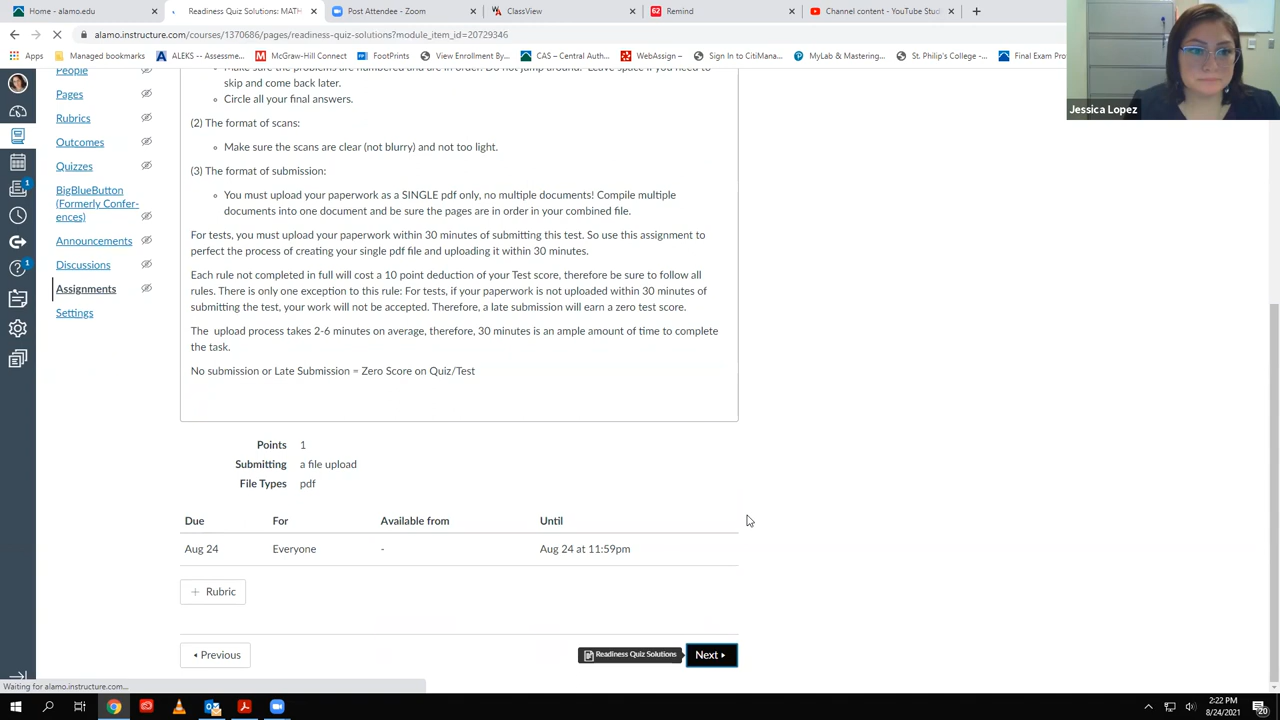 Home - alamo.edu
Readiness Quiz Solutions: MATH
Post Attendee - Zoom
ClassView
62
Remind
Channel content - YouTube Stud
alamo.instructure.com/courses/1370686/pages/readiness-quiz-solutions?module_item_id=20729346
Apps
Managed bookmarks
ALEKS -- Assessme...
McGraw-Hill Connect
FootPrints
View Enrollment By...
CAS – Central Auth...
WebAssign –
Sign In to CitiMana...
MyLab & Mastering...
St. Philip's College -...
Final Exam Pro
Jessica Lopez
People
Pages
Rubrics
Outcomes
Quizzes
BigBlueButton
(Formerly Confer-
ences)
Announcements
Discussions
Assignments
Settings
1
1
skip and come back later.
Circle all your final answers.
(2) The format of scans:
Make sure the scans are clear (not blurry) and not too light.
(3) The format of submission:
You must upload your paperwork as a SINGLE pdf only, no multiple documents! Compile multiple
documents into one document and be sure the pages are in order in your combined file.
For tests, you must upload your paperwork within 30 minutes of submitting this test. So use this assignment to
perfect the process of creating your single pdf file and uploading it within 30 minutes.
Each rule not completed in full will cost a 10 point deduction of your Test score, therefore be sure to follow all
rules. There is only one exception to this rule: For tests, if your paperwork is not uploaded within 30 minutes of
submitting the test, your work will not be accepted. Therefore, a late submission will earn a zero test score.
The upload process takes 2-6 minutes on average, therefore, 30 minutes is an ample amount of time to complete
the task.
No submission or Late Submission = Zero Score on Quiz/Test
Points 1
Submitting a file upload
File Types pdf
Due For Available from Until
Aug 24 Everyone - Aug 24 at 11:59pm
+ Rubric
Previous
Readiness Quiz Solutions
Next
Waiting for alamo.instructure.com...
2:22 PM
8/24/2021
20